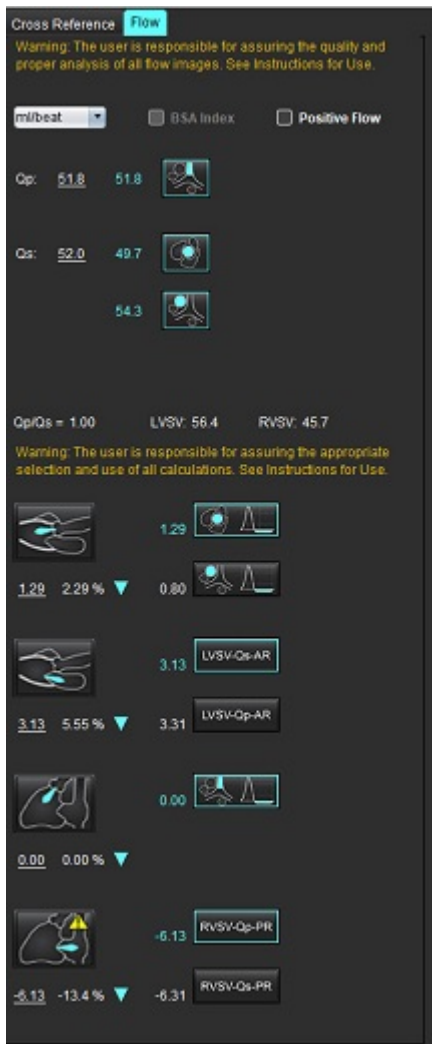 Cross Reference Flow
Warning: The user is responsible for assuring the quality and
proper analysis of all flow images. See Instructions for Use.
ml/beat BSA Index Positive Flow
Qp: 51.8 51.8
Qs: 52.0 49.7
54.3
Qp/Qs = 1.00 LVSV: 56.4 RVSV: 45.7
Warning: The user is responsible for assuring the appropriate
selection and use of all calculations. See Instructions for Use.
1.29
1.29 2.29 % 0.80
3.13 LVSV-Qs-AR
3.13 5.55 % 3.31 LVSV-Qp-AR
0.00
0.00 0.00 %
-6.13 RVSV-Qp-PR
-6.13 -13.4 % -6.31 RVSV-Qs-PR